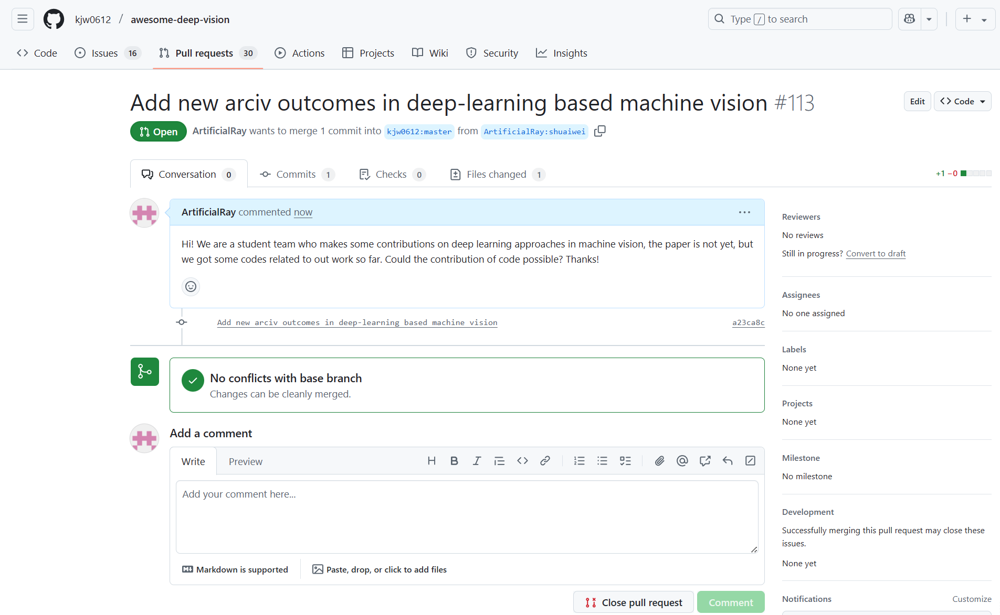 kjw0612 / awesome-deep-vision
Type / to search
Code
Issues 16
Pull requests 30
Actions
Projects
Wiki
Security
Insights
Add new arciv outcomes in deep-learning based machine vision #113
Edit
Code
Open
ArtificialRay wants to merge 1 commit into kjw0612:master from ArtificialRay:shuaiwei
Conversation 0
Commits 1
Checks 0
Files changed 1
+1 −0
ArtificialRay commented now
Hi! We are a student team who makes some contributions on deep learning approaches in machine vision, the paper is not yet, but
we got some codes related to out work so far. Could the contribution of code possible? Thanks!
Add new arciv outcomes in deep-learning based machine vision
a23ca8c
No conflicts with base branch
Changes can be cleanly merged.
Add a comment
Write
Preview
Add your comment here...
Markdown is supported
Paste, drop, or click to add files
Close pull request
Comment
Reviewers
No reviews
Still in progress? Convert to draft
Assignees
No one assigned
Labels
None yet
Projects
None yet
Milestone
No milestone
Development
Successfully merging this pull request may close these
issues.
None yet
Notifications
Customize